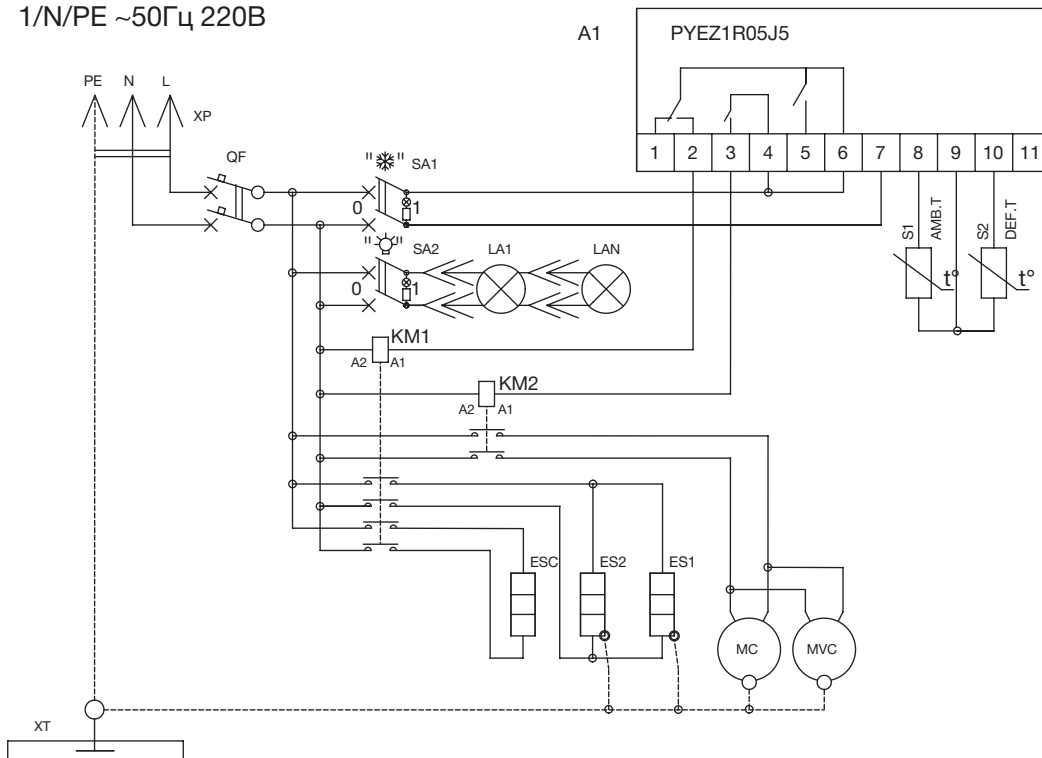 1/N/PE ~50Гц 220В
A1 PYEZ1R05J5
PE N L
XP
1 2 3 4 5 6 7 8 9 10 11
QF
"❄" SA1
0 1
S1 AMB.T
S2 DEF.T
t° t°
" " SA2 LA1 LAN
0 1
KM1
A2 A1
KM2
A2 A1
ESC ES2 ES1
MC MVC
XT